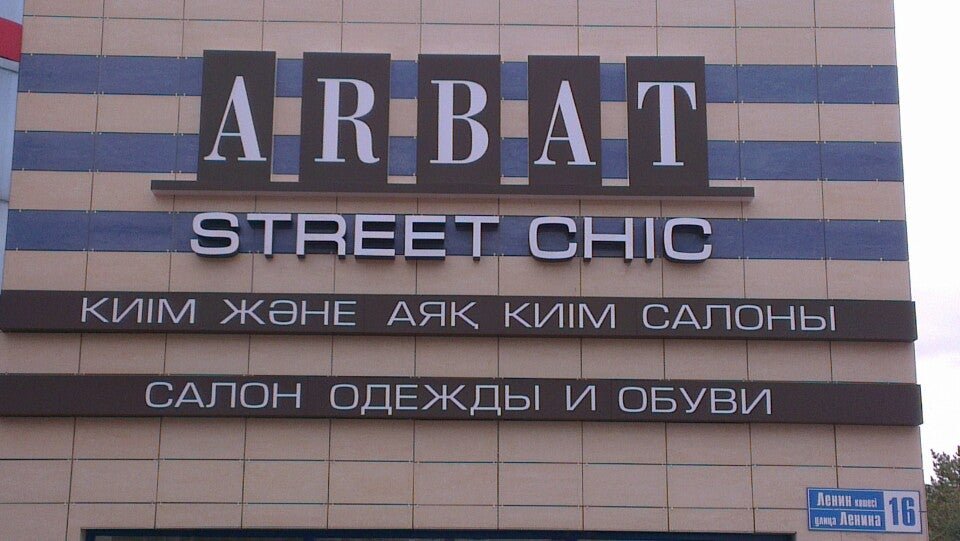 ARBAT
STREET CHIC
КИІМ ЖӘНЕ АЯҚ КИІМ САЛОНЫ
САЛОН ОДЕЖДЫ И ОБУВИ
Ленин көшесі
улица Ленина
16